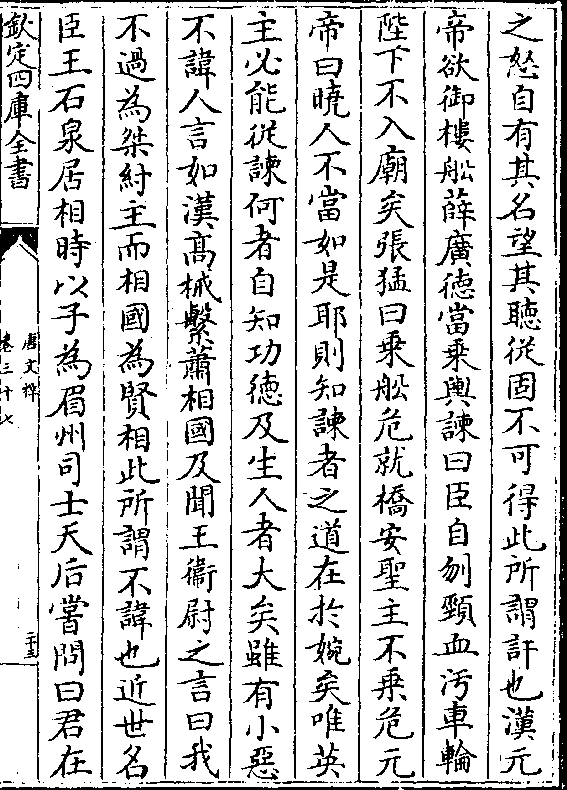 之怒自有其名望其聽從固不可得此所謂訐也漢元
帝欲御樓船薛廣德當乘輿諫曰臣自刎頸血汚車輪
陛下不入廟矣張猛曰乗船危就橋安聖主不乗危元
帝曰曉人不當如是耶則知諫者之道在於婉矣唯英
主必能從諫何者自知功德及生人者大矣雖有小惡
不諱人言如漢髙械繫蕭相國及聞王衛尉之言曰我
不過為桀紂主而相國為賢相此所謂不諱也近世名
臣王石泉居相時以子為眉州司士天后嘗問曰君在
欽定四庫全書
唐文粹
卷三十七